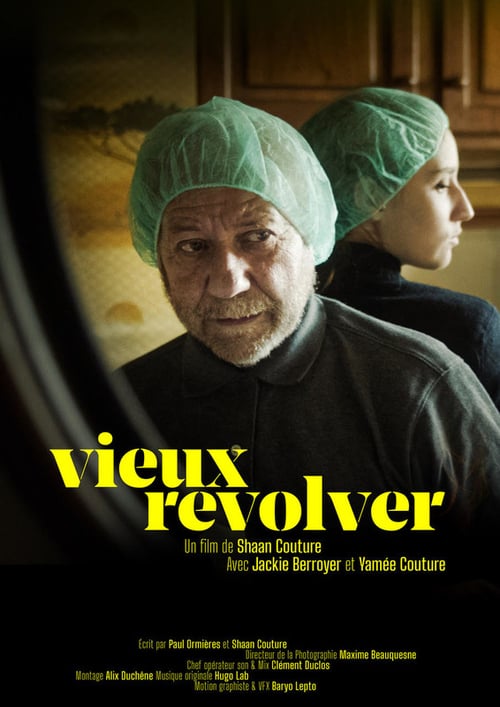 vieux
revolver
Un film de Shaan Couture
Avec Jackie Berroyer et Yamée Couture
Ecrit par Paul Ormières et Shaan Couture
Directeur de la Photographie Maxime Beauquesne
Chef opérateur son & Mix Clément Duclos
Montage Alix Duchêne Musique originale Hugo Lab
Motion graphiste & VFX Baryo Lepto